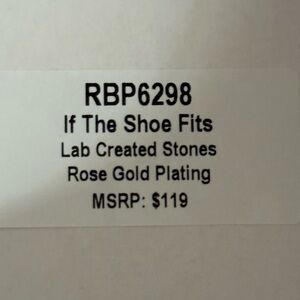 RBP6298
If The Shoe Fits
Lab Created Stones
Rose Gold Plating
MSRP: $119